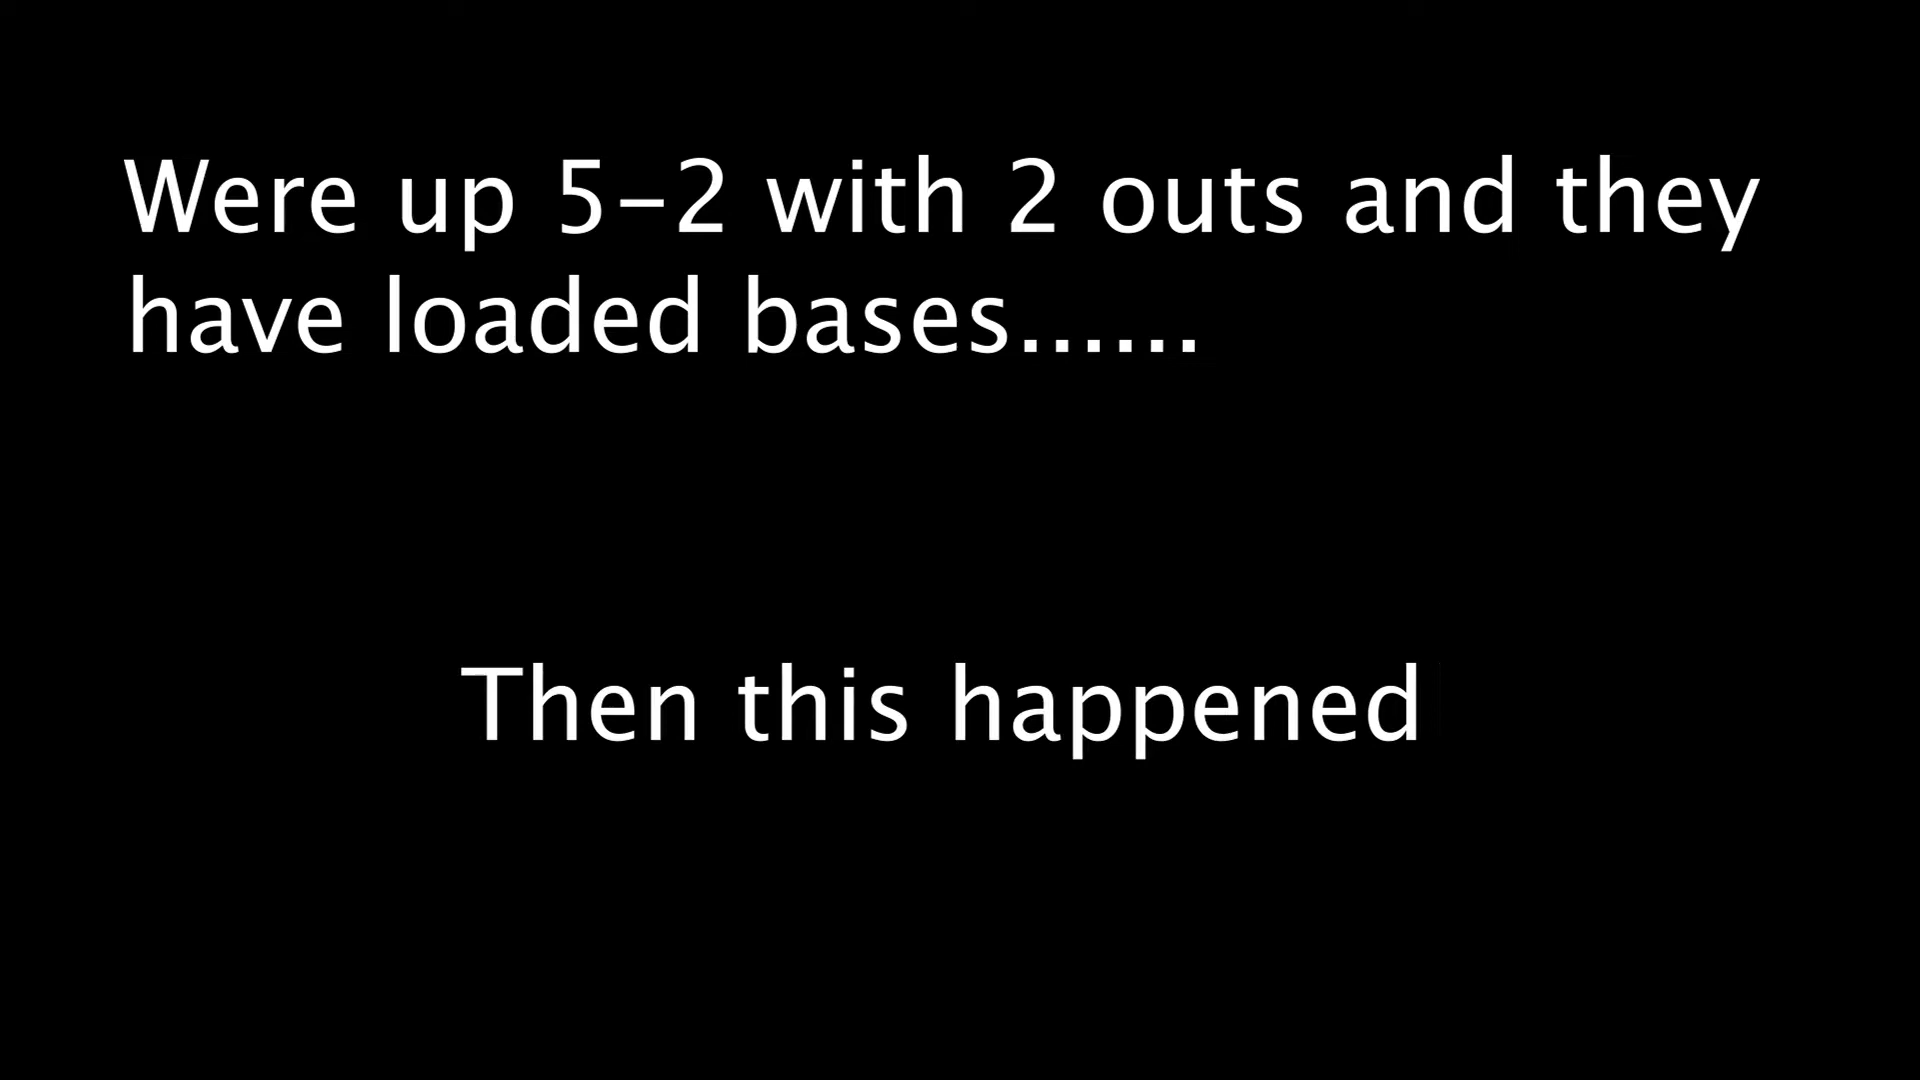 Were up 5-2 with 2 outs and they
have loaded bases......
Then this happened